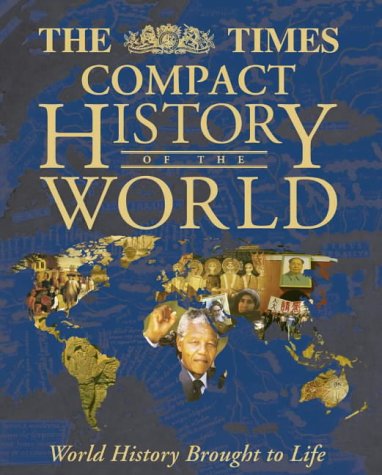 THE TIMES
COMPACT
HISTORY
OF THE
WORLD
World History Brought to Life